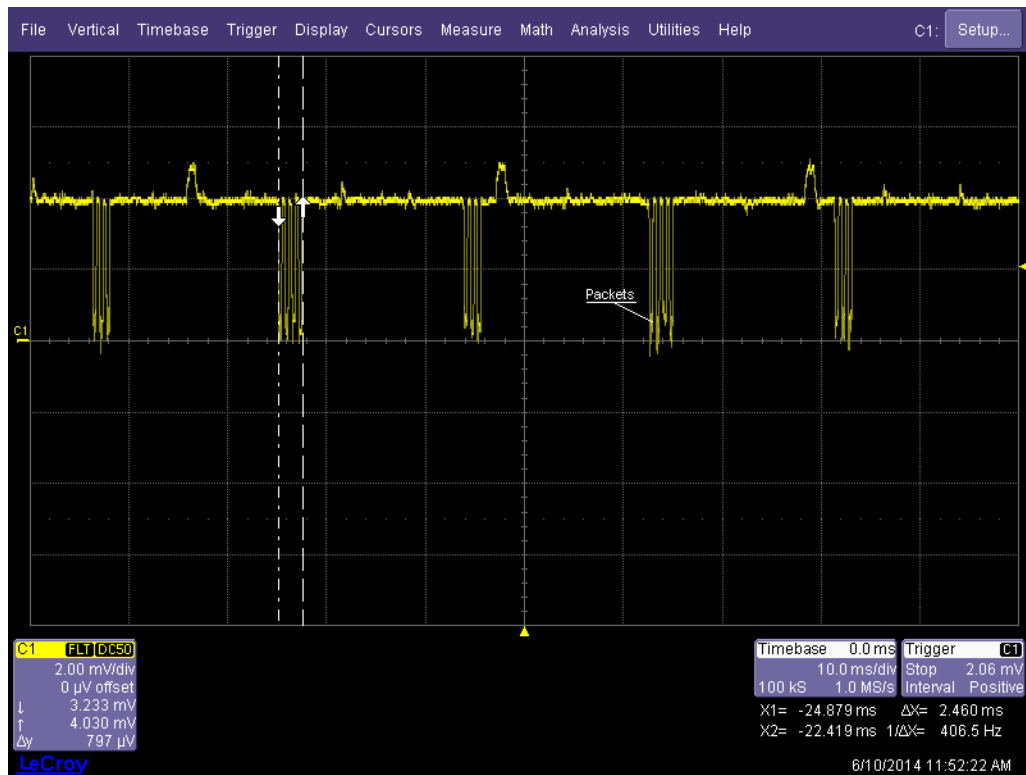 File Vertical Timebase Trigger Display Cursors Measure Math Analysis Utilities Help C1: Setup...
Packets
C1
C1 FLT DC50
2.00 mV/div
0 µV offset
↓ 3.233 mV
↑ 4.030 mV
Δy 797 µV
Timebase 0.0 ms
10.0 ms/div
100 kS 1.0 MS/s
Trigger C1
Stop 2.06 mV
Interval Positive
X1= -24.879 ms ΔX= 2.460 ms
X2= -22.419 ms 1/ΔX= 406.5 Hz
LeCroy
6/10/2014 11:52:22 AM